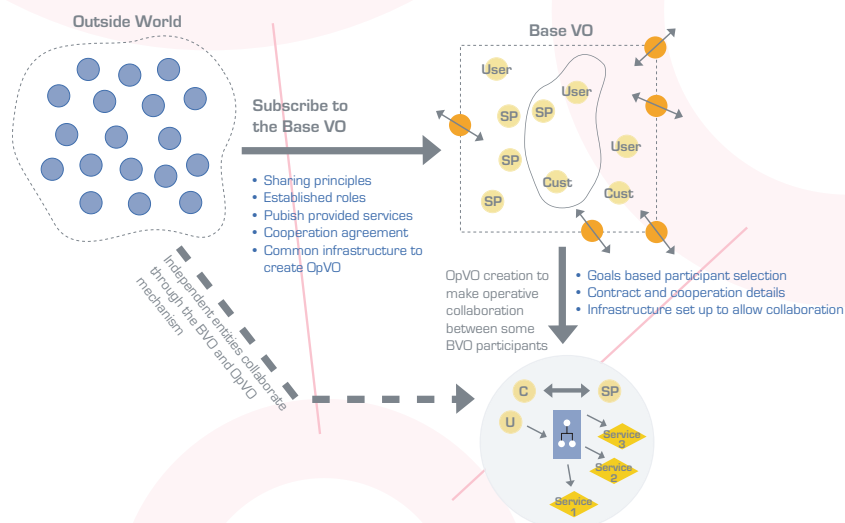 Outside World
Base VO
Subscribe to
the Base VO
• Sharing principles
• Established roles
• Pubish provided services
• Cooperation agreement
• Common infrastructure to
create OpVO
User
User
SP
SP
SP
User
Cust
Cust
SP
Independent entities collaborate
through the BVO and OpVO
mechanism
OpVO creation to
make operative
collaboration
between some
BVO participants
• Goals based participant selection
• Contract and cooperation details
• Infrastructure set up to allow collaboration
C
SP
U
Service
3
Service
2
Service
1